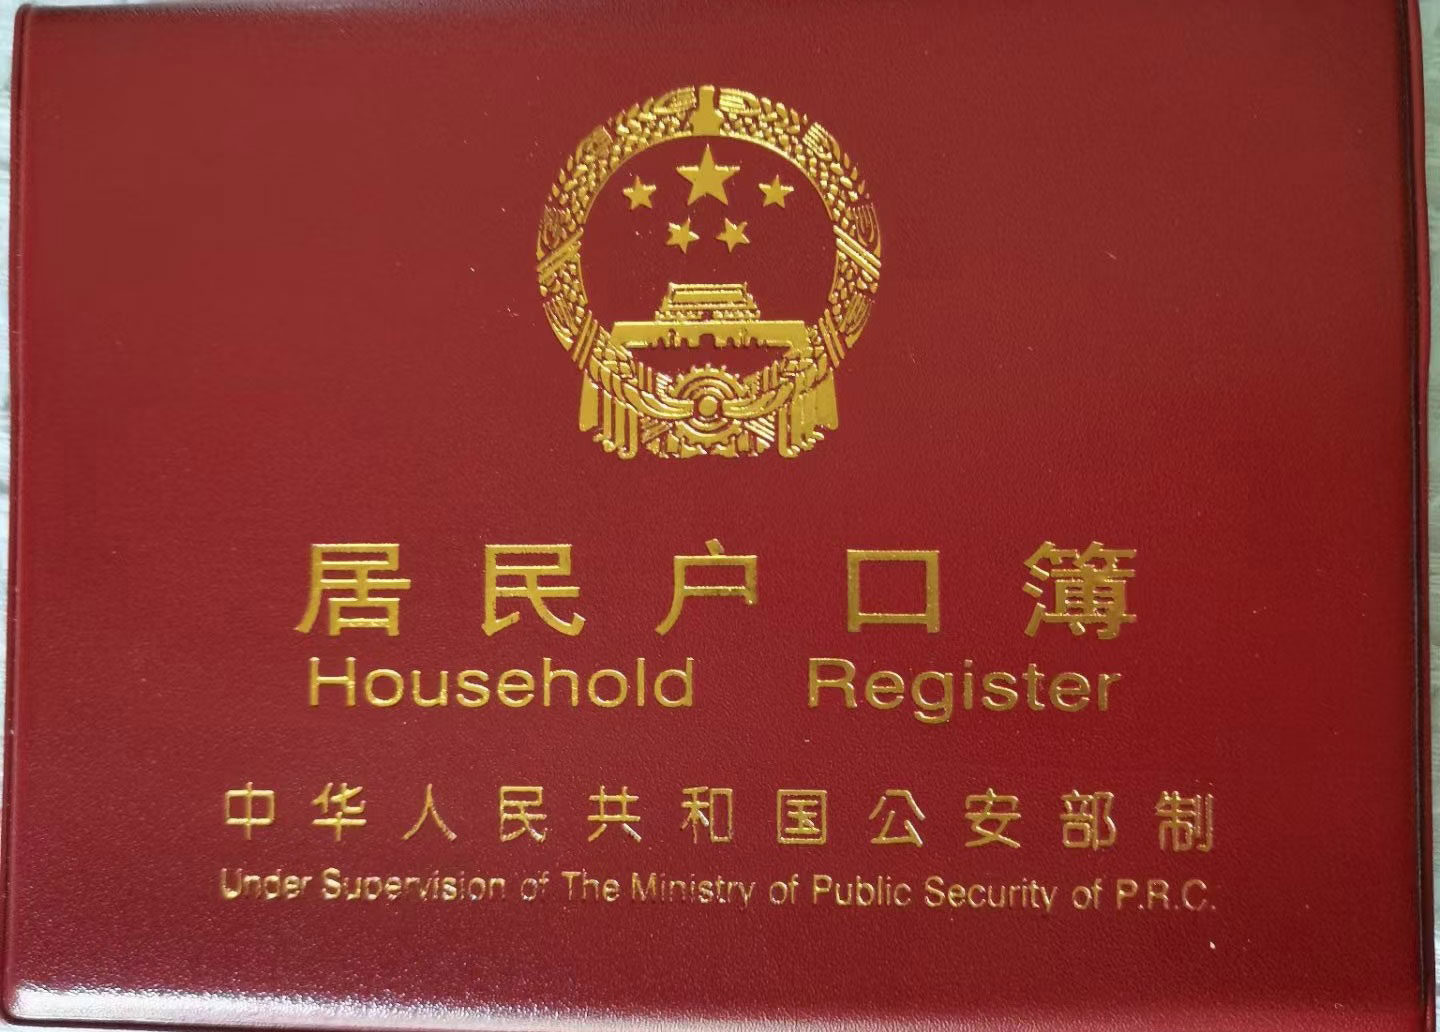 居民户口簿
Household Register
中华人民共和国公安部制
Under Supervision of The Ministry of Public Security of P.R.C.